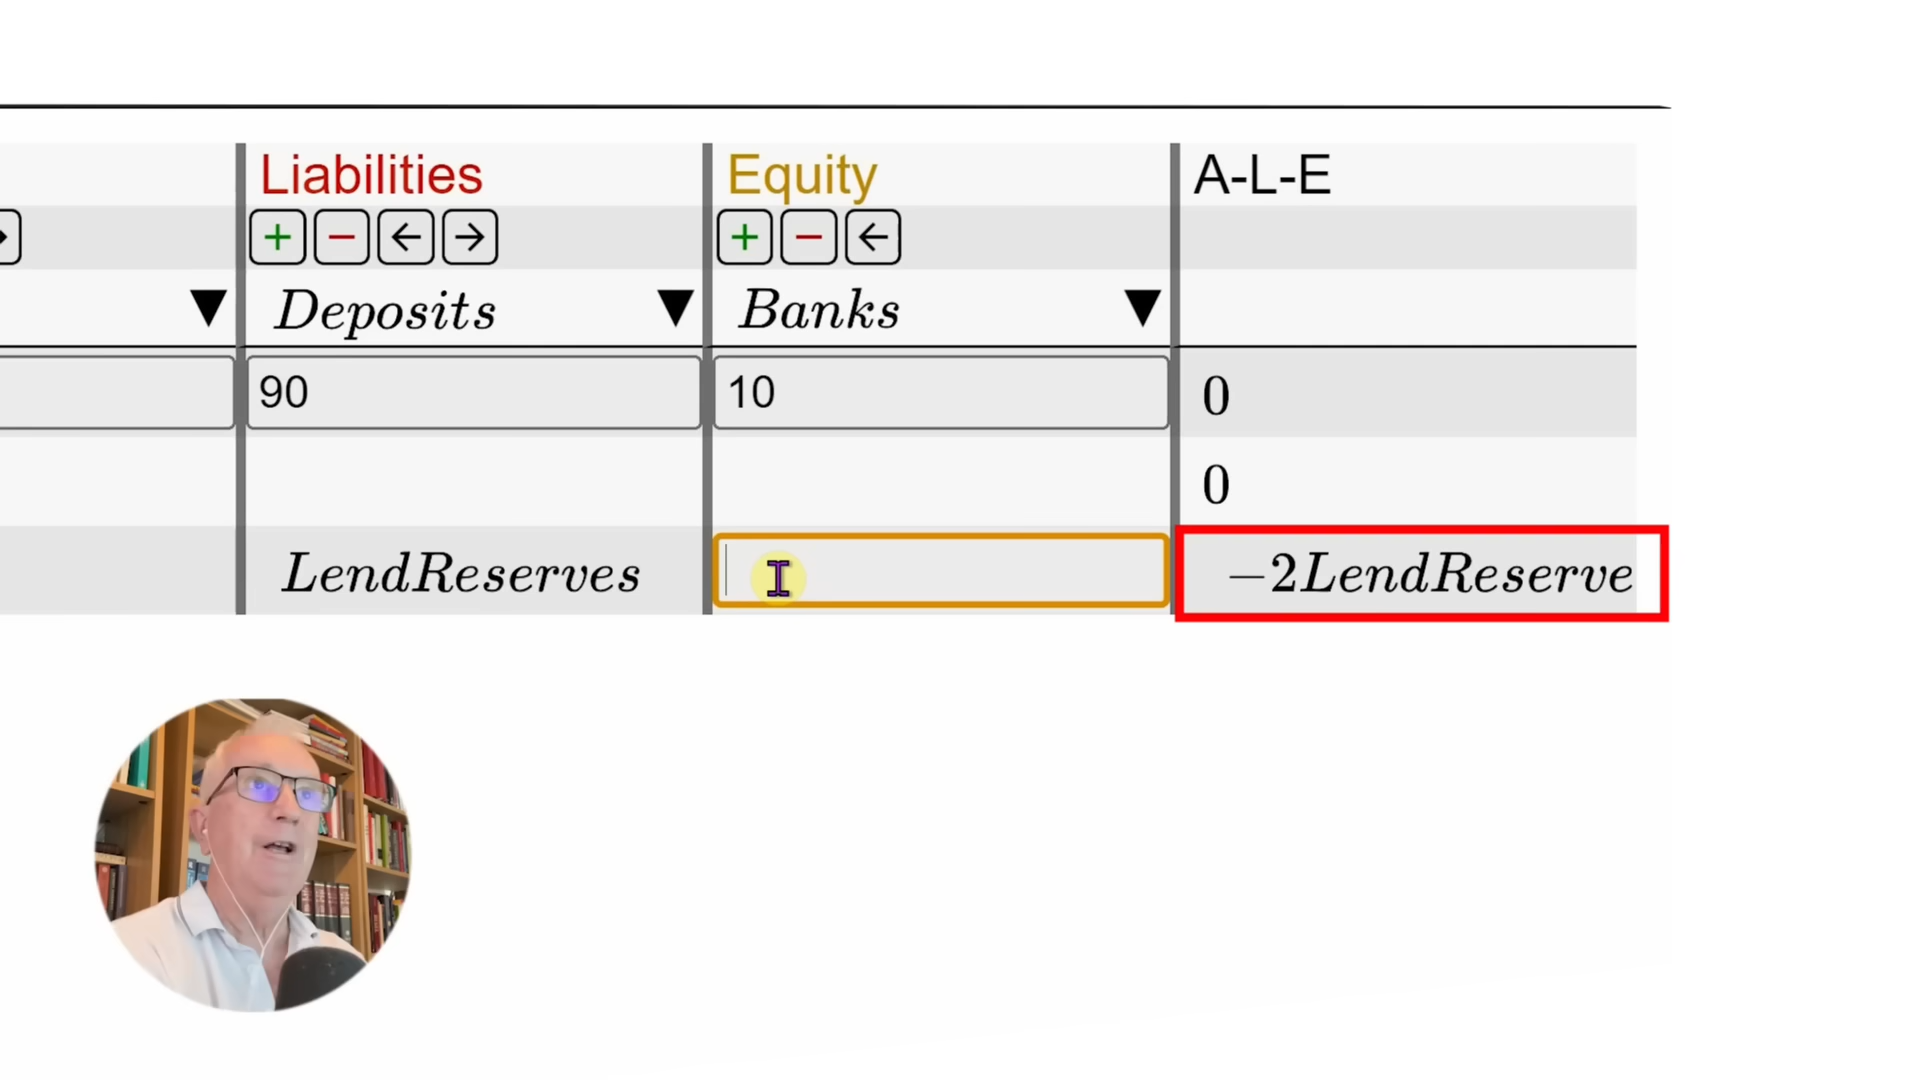 Liabilities Equity A-L-E
+ − ← → + − ←
Deposits ▼ Banks ▼
90 10 0
0
LendReserves −2LendReserve